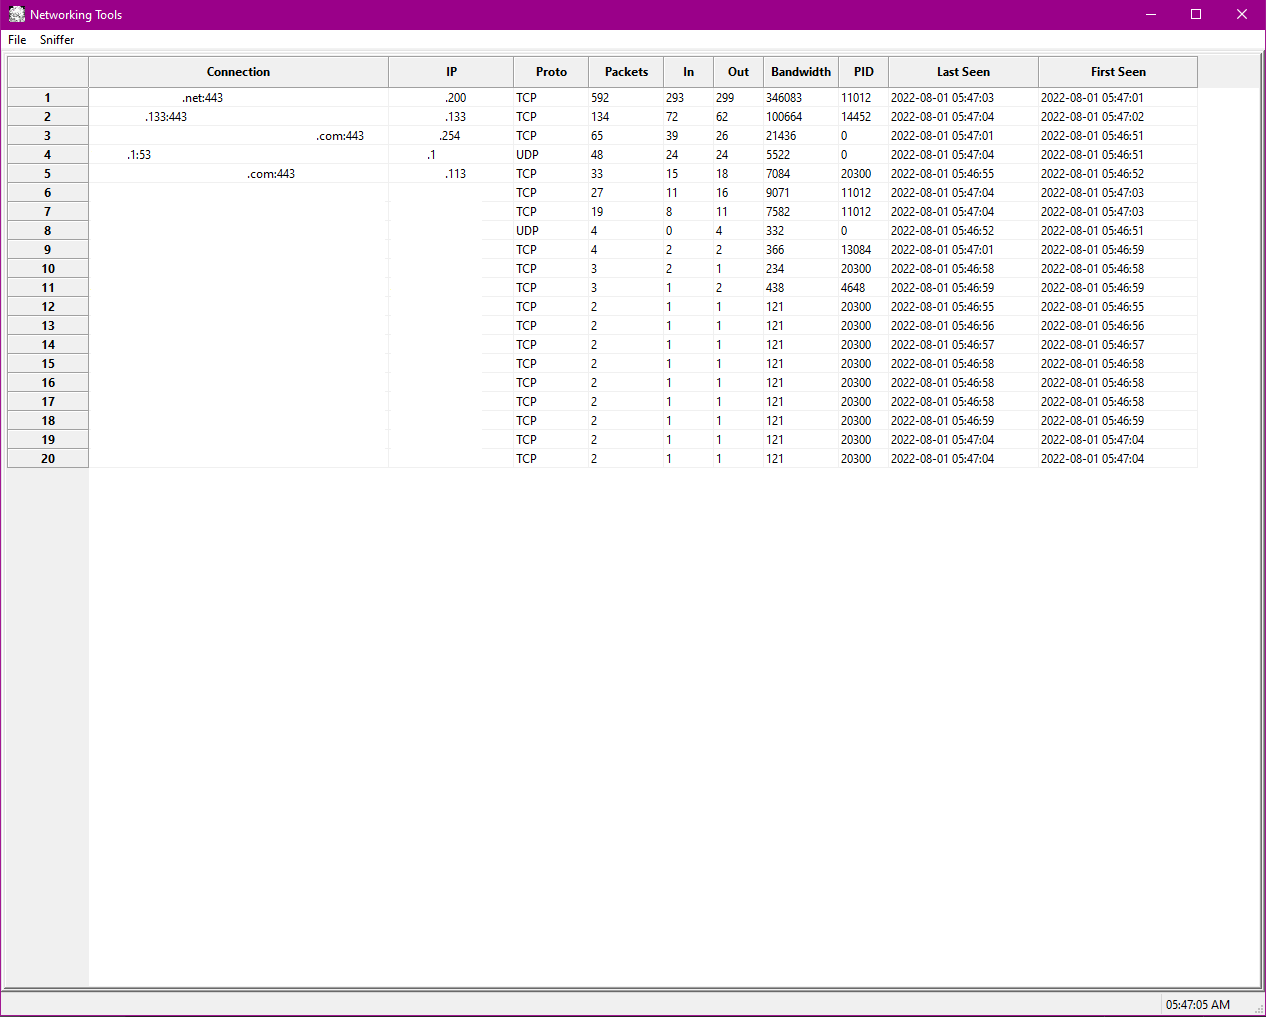 Networking Tools
File Sniffer
Connection IP Proto Packets In Out Bandwidth PID Last Seen First Seen
1 .net:443 .200 TCP 592 293 299 346083 11012 2022-08-01 05:47:03 2022-08-01 05:47:01
2 .133:443 .133 TCP 134 72 62 100664 14452 2022-08-01 05:47:04 2022-08-01 05:47:02
3 .com:443 .254 TCP 65 39 26 21436 0 2022-08-01 05:47:01 2022-08-01 05:46:51
4 .1:53 .1 UDP 48 24 24 5522 0 2022-08-01 05:47:04 2022-08-01 05:46:51
5 .com:443 .113 TCP 33 15 18 7084 20300 2022-08-01 05:46:55 2022-08-01 05:46:52
6 TCP 27 11 16 9071 11012 2022-08-01 05:47:04 2022-08-01 05:47:03
7 TCP 19 8 11 7582 11012 2022-08-01 05:47:04 2022-08-01 05:47:03
8 UDP 4 0 4 332 0 2022-08-01 05:46:52 2022-08-01 05:46:51
9 TCP 4 2 2 366 13084 2022-08-01 05:47:01 2022-08-01 05:46:59
10 TCP 3 2 1 234 20300 2022-08-01 05:46:58 2022-08-01 05:46:58
11 TCP 3 1 2 438 4648 2022-08-01 05:46:59 2022-08-01 05:46:59
12 TCP 2 1 1 121 20300 2022-08-01 05:46:55 2022-08-01 05:46:55
13 TCP 2 1 1 121 20300 2022-08-01 05:46:56 2022-08-01 05:46:56
14 TCP 2 1 1 121 20300 2022-08-01 05:46:57 2022-08-01 05:46:57
15 TCP 2 1 1 121 20300 2022-08-01 05:46:58 2022-08-01 05:46:58
16 TCP 2 1 1 121 20300 2022-08-01 05:46:58 2022-08-01 05:46:58
17 TCP 2 1 1 121 20300 2022-08-01 05:46:58 2022-08-01 05:46:58
18 TCP 2 1 1 121 20300 2022-08-01 05:46:59 2022-08-01 05:46:59
19 TCP 2 1 1 121 20300 2022-08-01 05:47:04 2022-08-01 05:47:04
20 TCP 2 1 1 121 20300 2022-08-01 05:47:04 2022-08-01 05:47:04
05:47:05 AM